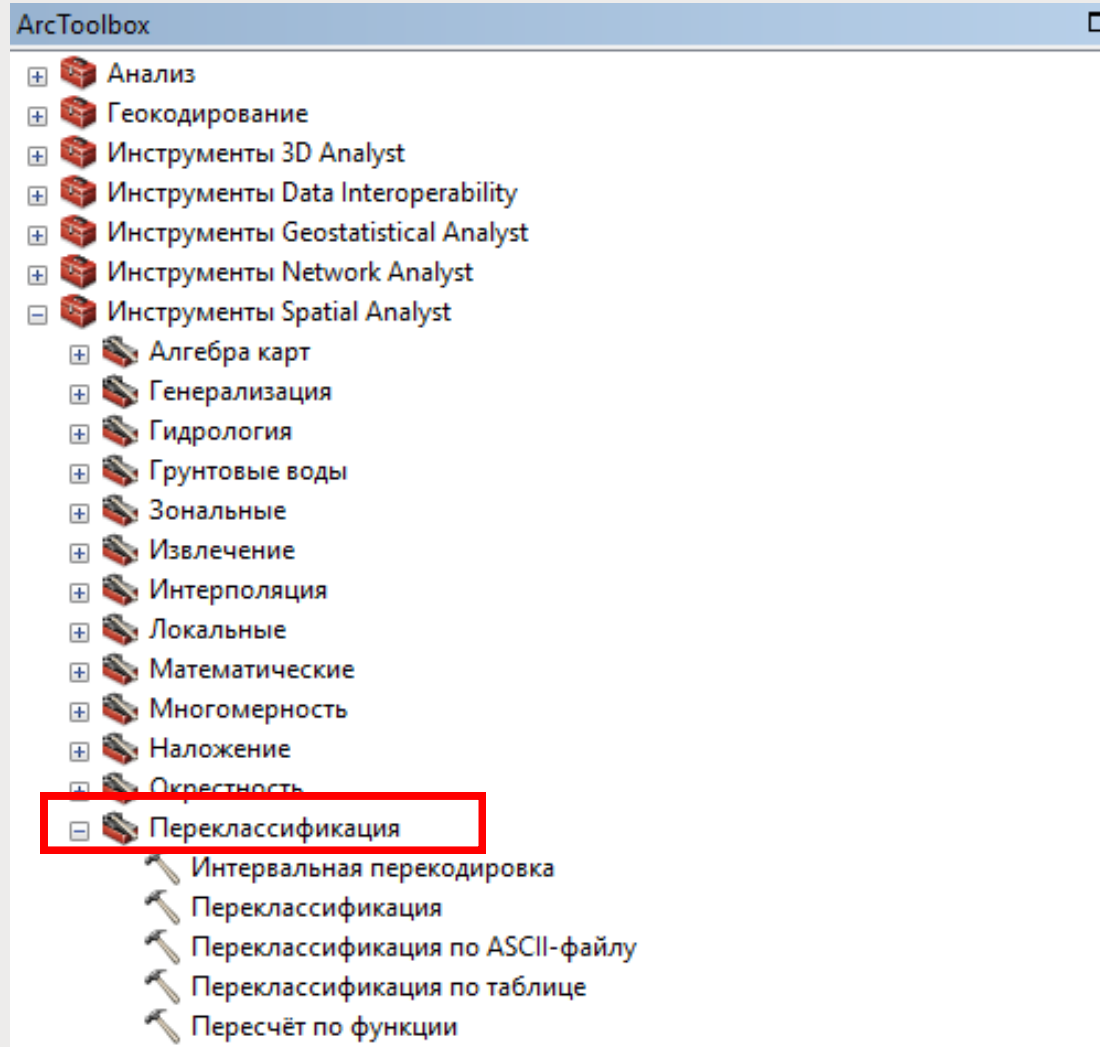 ArcToolbox
Анализ
Геокодирование
Инструменты 3D Analyst
Инструменты Data Interoperability
Инструменты Geostatistical Analyst
Инструменты Network Analyst
Инструменты Spatial Analyst
Алгебра карт
Генерализация
Гидрология
Грунтовые воды
Зональные
Извлечение
Интерполяция
Локальные
Математические
Многомерность
Наложение
Окрестность
Переклассификация
Интервальная перекодировка
Переклассификация
Переклассификация по ASCII-файлу
Переклассификация по таблице
Пересчёт по функции